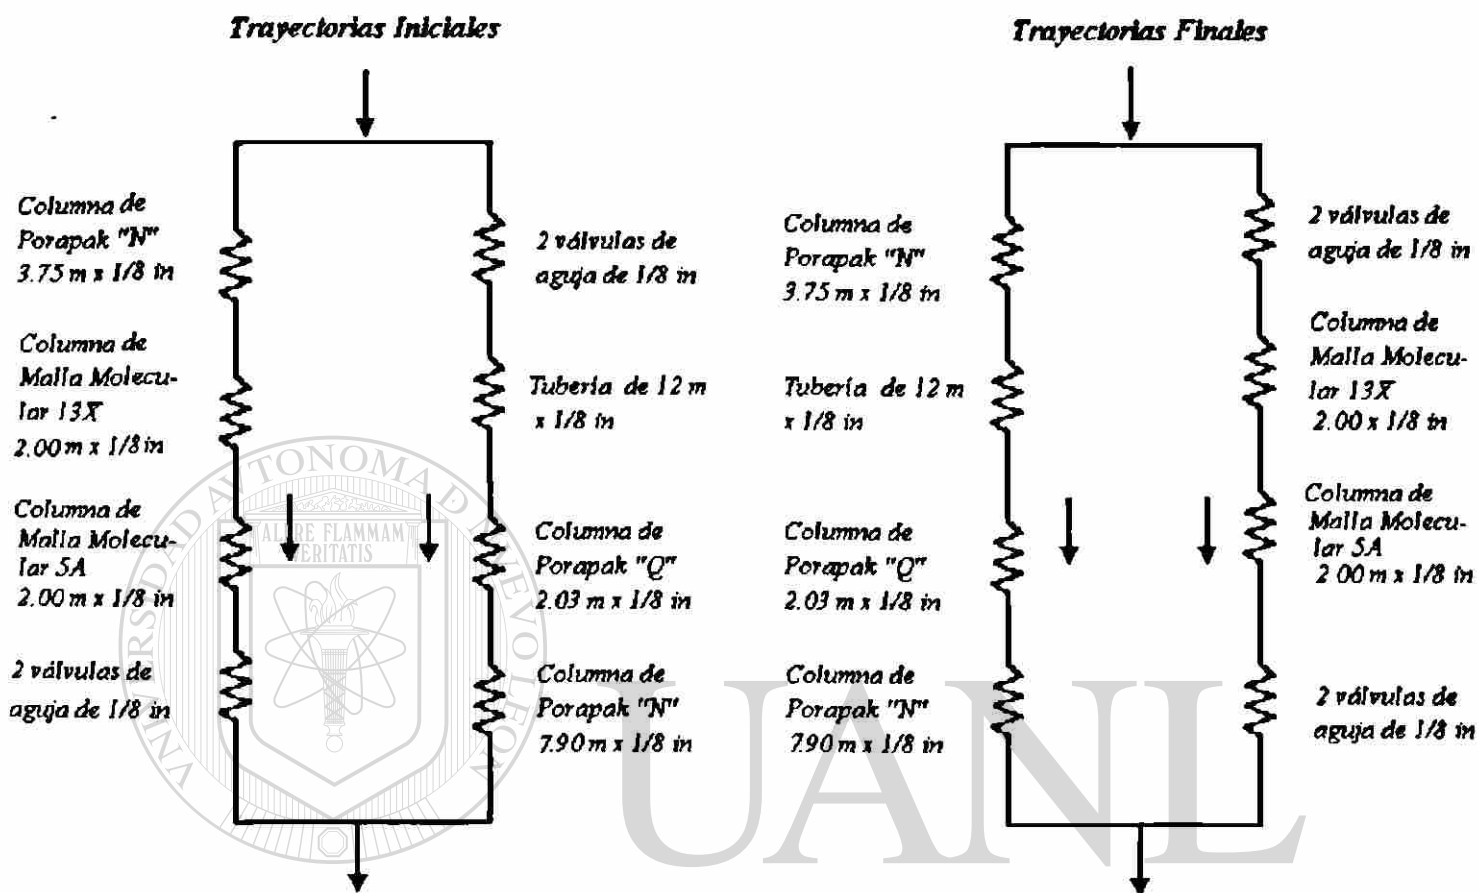 Trayectorias Iniciales
Columna de
Porapak "N"
3.75 m x 1/8 in
Columna de
Malla Molecu-
lar 13X
2.00 m x 1/8 in
Columna de
Malla Molecu-
lar 5A
2.00 m x 1/8 in
2 válvulas de
aguja de 1/8 in
2 válvulas de
aguja de 1/8 in
Tubería de 12 m
x 1/8 in
Columna de
Porapak "Q"
2.03 m x 1/8 in
Columna de
Porapak "N"
7.90 m x 1/8 in
Trayectorias Finales
Columna de
Porapak "N"
3.75 m x 1/8 in
Tubería de 12 m
x 1/8 in
Columna de
Porapak "Q"
2.03 m x 1/8 in
Columna de
Porapak "N"
7.90 m x 1/8 in
2 válvulas de
aguja de 1/8 in
Columna de
Malla Molecu-
lar 13X
2.00 x 1/8 in
Columna de
Malla Molecu-
lar 5A
2 00 m x 1/8 in
2 válvulas de
aguja de 1/8 in
UNIVERSIDAD AVTONOMA DE NVEVO LEON
ALERE FLAMMAM
VERITATIS
UANL